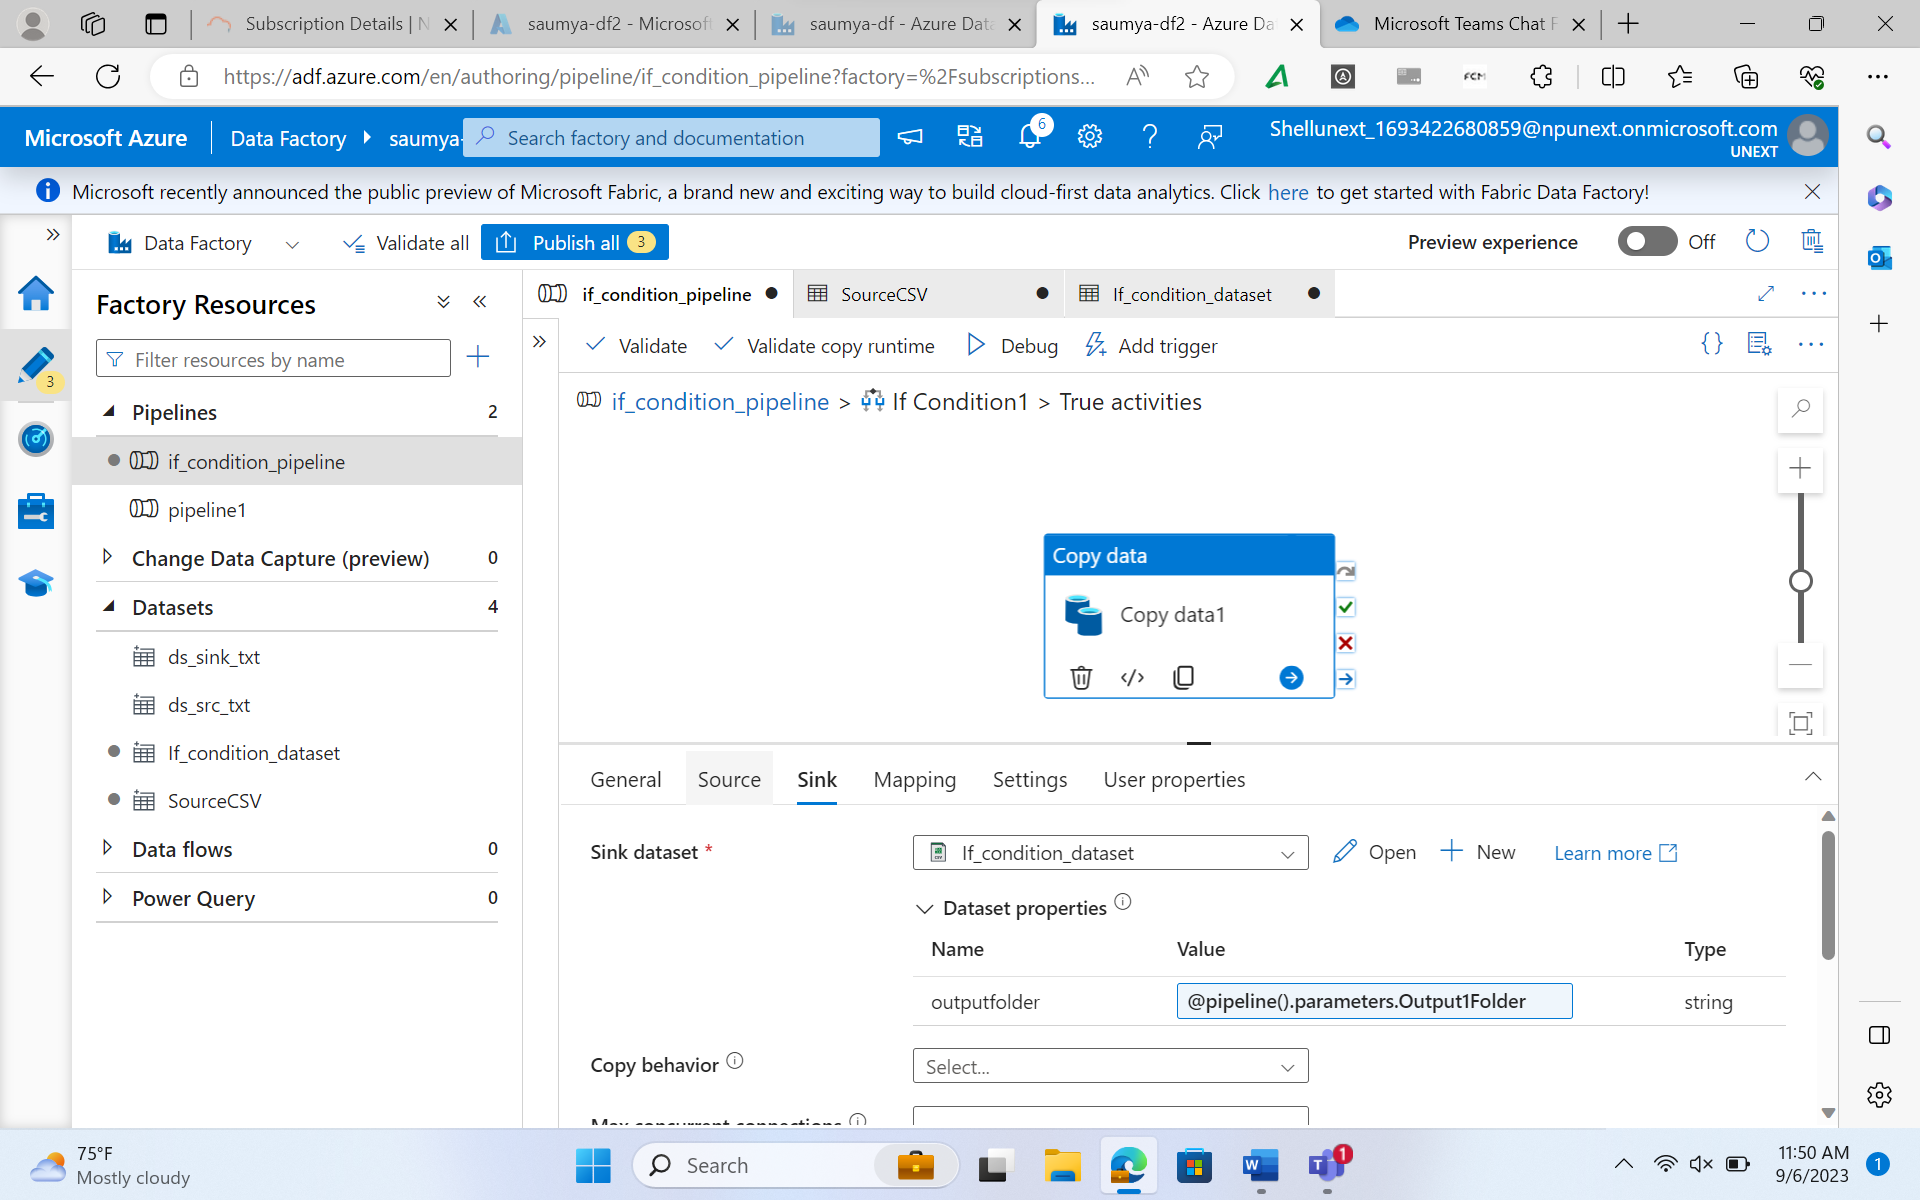 Subscription Details | N
saumya-df2 - Microsoft
saumya-df - Azure Data
saumya-df2 - Azure Da
Microsoft Teams Chat F
https://adf.azure.com/en/authoring/pipeline/if_condition_pipeline?factory=%2Fsubscriptions...
FCM
Microsoft Azure
Data Factory
saumya-
Search factory and documentation
6
Shellunext_1693422680859@npunext.onmicrosoft.com
UNEXT
Microsoft recently announced the public preview of Microsoft Fabric, a brand new and exciting way to build cloud-first data analytics. Click here to get started with Fabric Data Factory!
Data Factory
Validate all
Publish all 3
Preview experience
Off
Factory Resources
if_condition_pipeline
SourceCSV
If_condition_dataset
Filter resources by name
Validate
Validate copy runtime
Debug
Add trigger
3
Pipelines 2
if_condition_pipeline > If Condition1 > True activities
if_condition_pipeline
pipeline1
Change Data Capture (preview) 0
Datasets 4
ds_sink_txt
ds_src_txt
If_condition_dataset
SourceCSV
Data flows 0
Power Query 0
Copy data
Copy data1
General
Source
Sink
Mapping
Settings
User properties
Sink dataset *
If_condition_dataset
Open
New
Learn more
Dataset properties
Name Value Type
outputfolder @pipeline().parameters.Output1Folder string
Copy behavior
Select...
Max concurrent connections
75°F
Mostly cloudy
Search
1
11:50 AM
9/6/2023
1